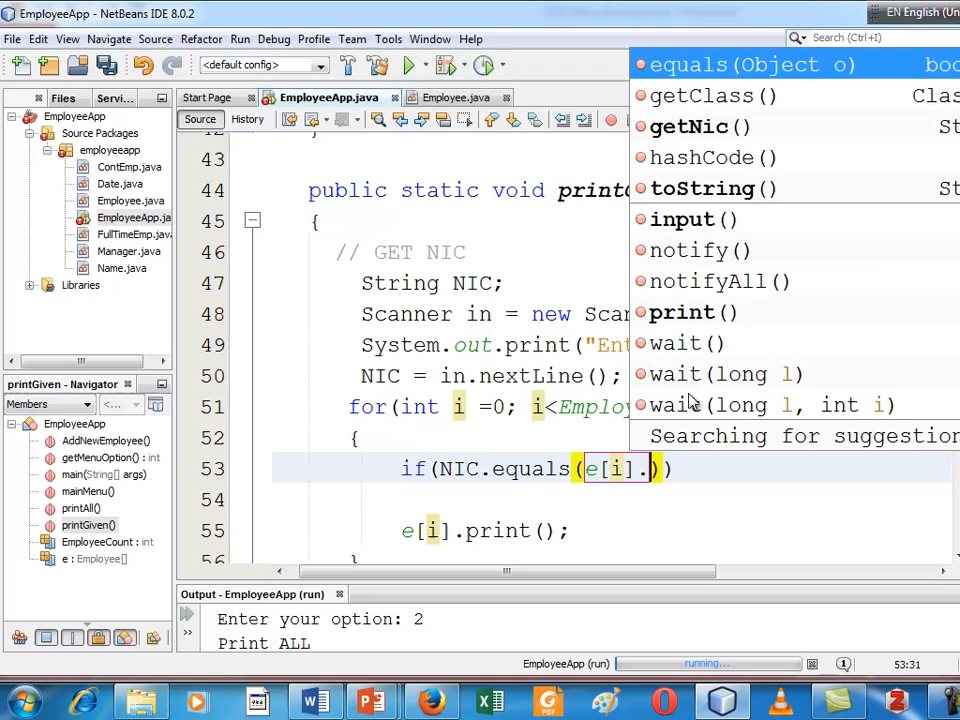 EmployeeApp - NetBeans IDE 8.0.2
EN English (Un
File Edit View Navigate Source Refactor Run Debug Profile Team Tools Window Help
Search (Ctrl+I)
<default config>
Files Servi...
Start Page EmployeeApp.java Employee.java
Source History
EmployeeApp
Source Packages
employeeapp
ContEmp.java
Date.java
Employee.java
EmployeeApp.ja
FullTimeEmp.java
Manager.java
Name.java
Libraries
printGiven - Navigator
Members <...>
EmployeeApp
AddNewEmployee()
getMenuOption() : int
main(String[] args)
mainMenu()
printAll()
printGiven()
EmployeeCount : int
e : Employee[]
43
44 public static void print
45 {
46 // GET NIC
47 String NIC;
48 Scanner in = new Scan
49 System.out.print("Ent
50 NIC = in.nextLine();
51 for(int i =0; i<Employ
52 {
53 if(NIC.equals(e[i].))
54
55 e[i].print();
56 }
equals(Object o) boo
getClass() Clas
getNic() St
hashCode()
toString() St
input()
notify()
notifyAll()
print()
wait()
wait(long l)
wait(long l, int i)
Searching for suggestion
Output - EmployeeApp (run)
Enter your option: 2
Print ALL
EmployeeApp (run) running... 1 53:31